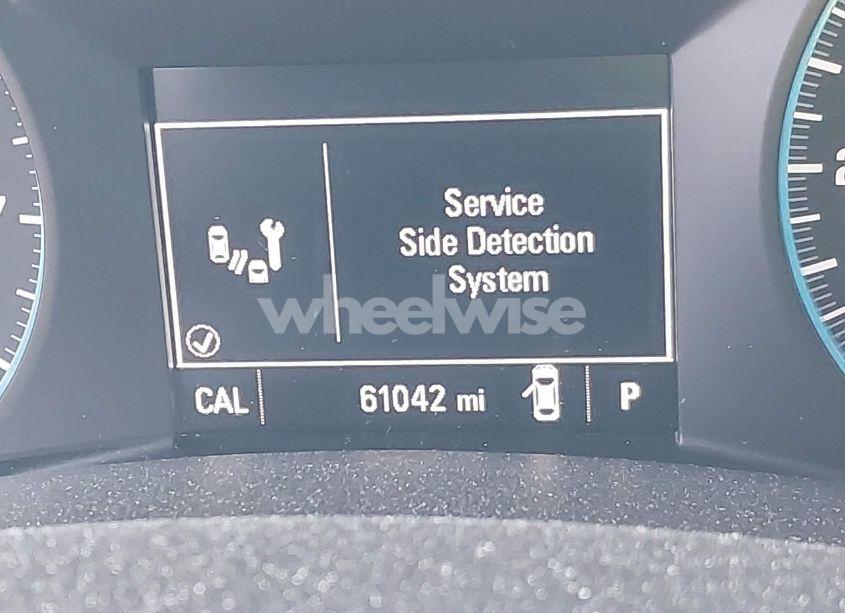 Service
Side Detection
System
wheelwise
CAL 61042 mi P